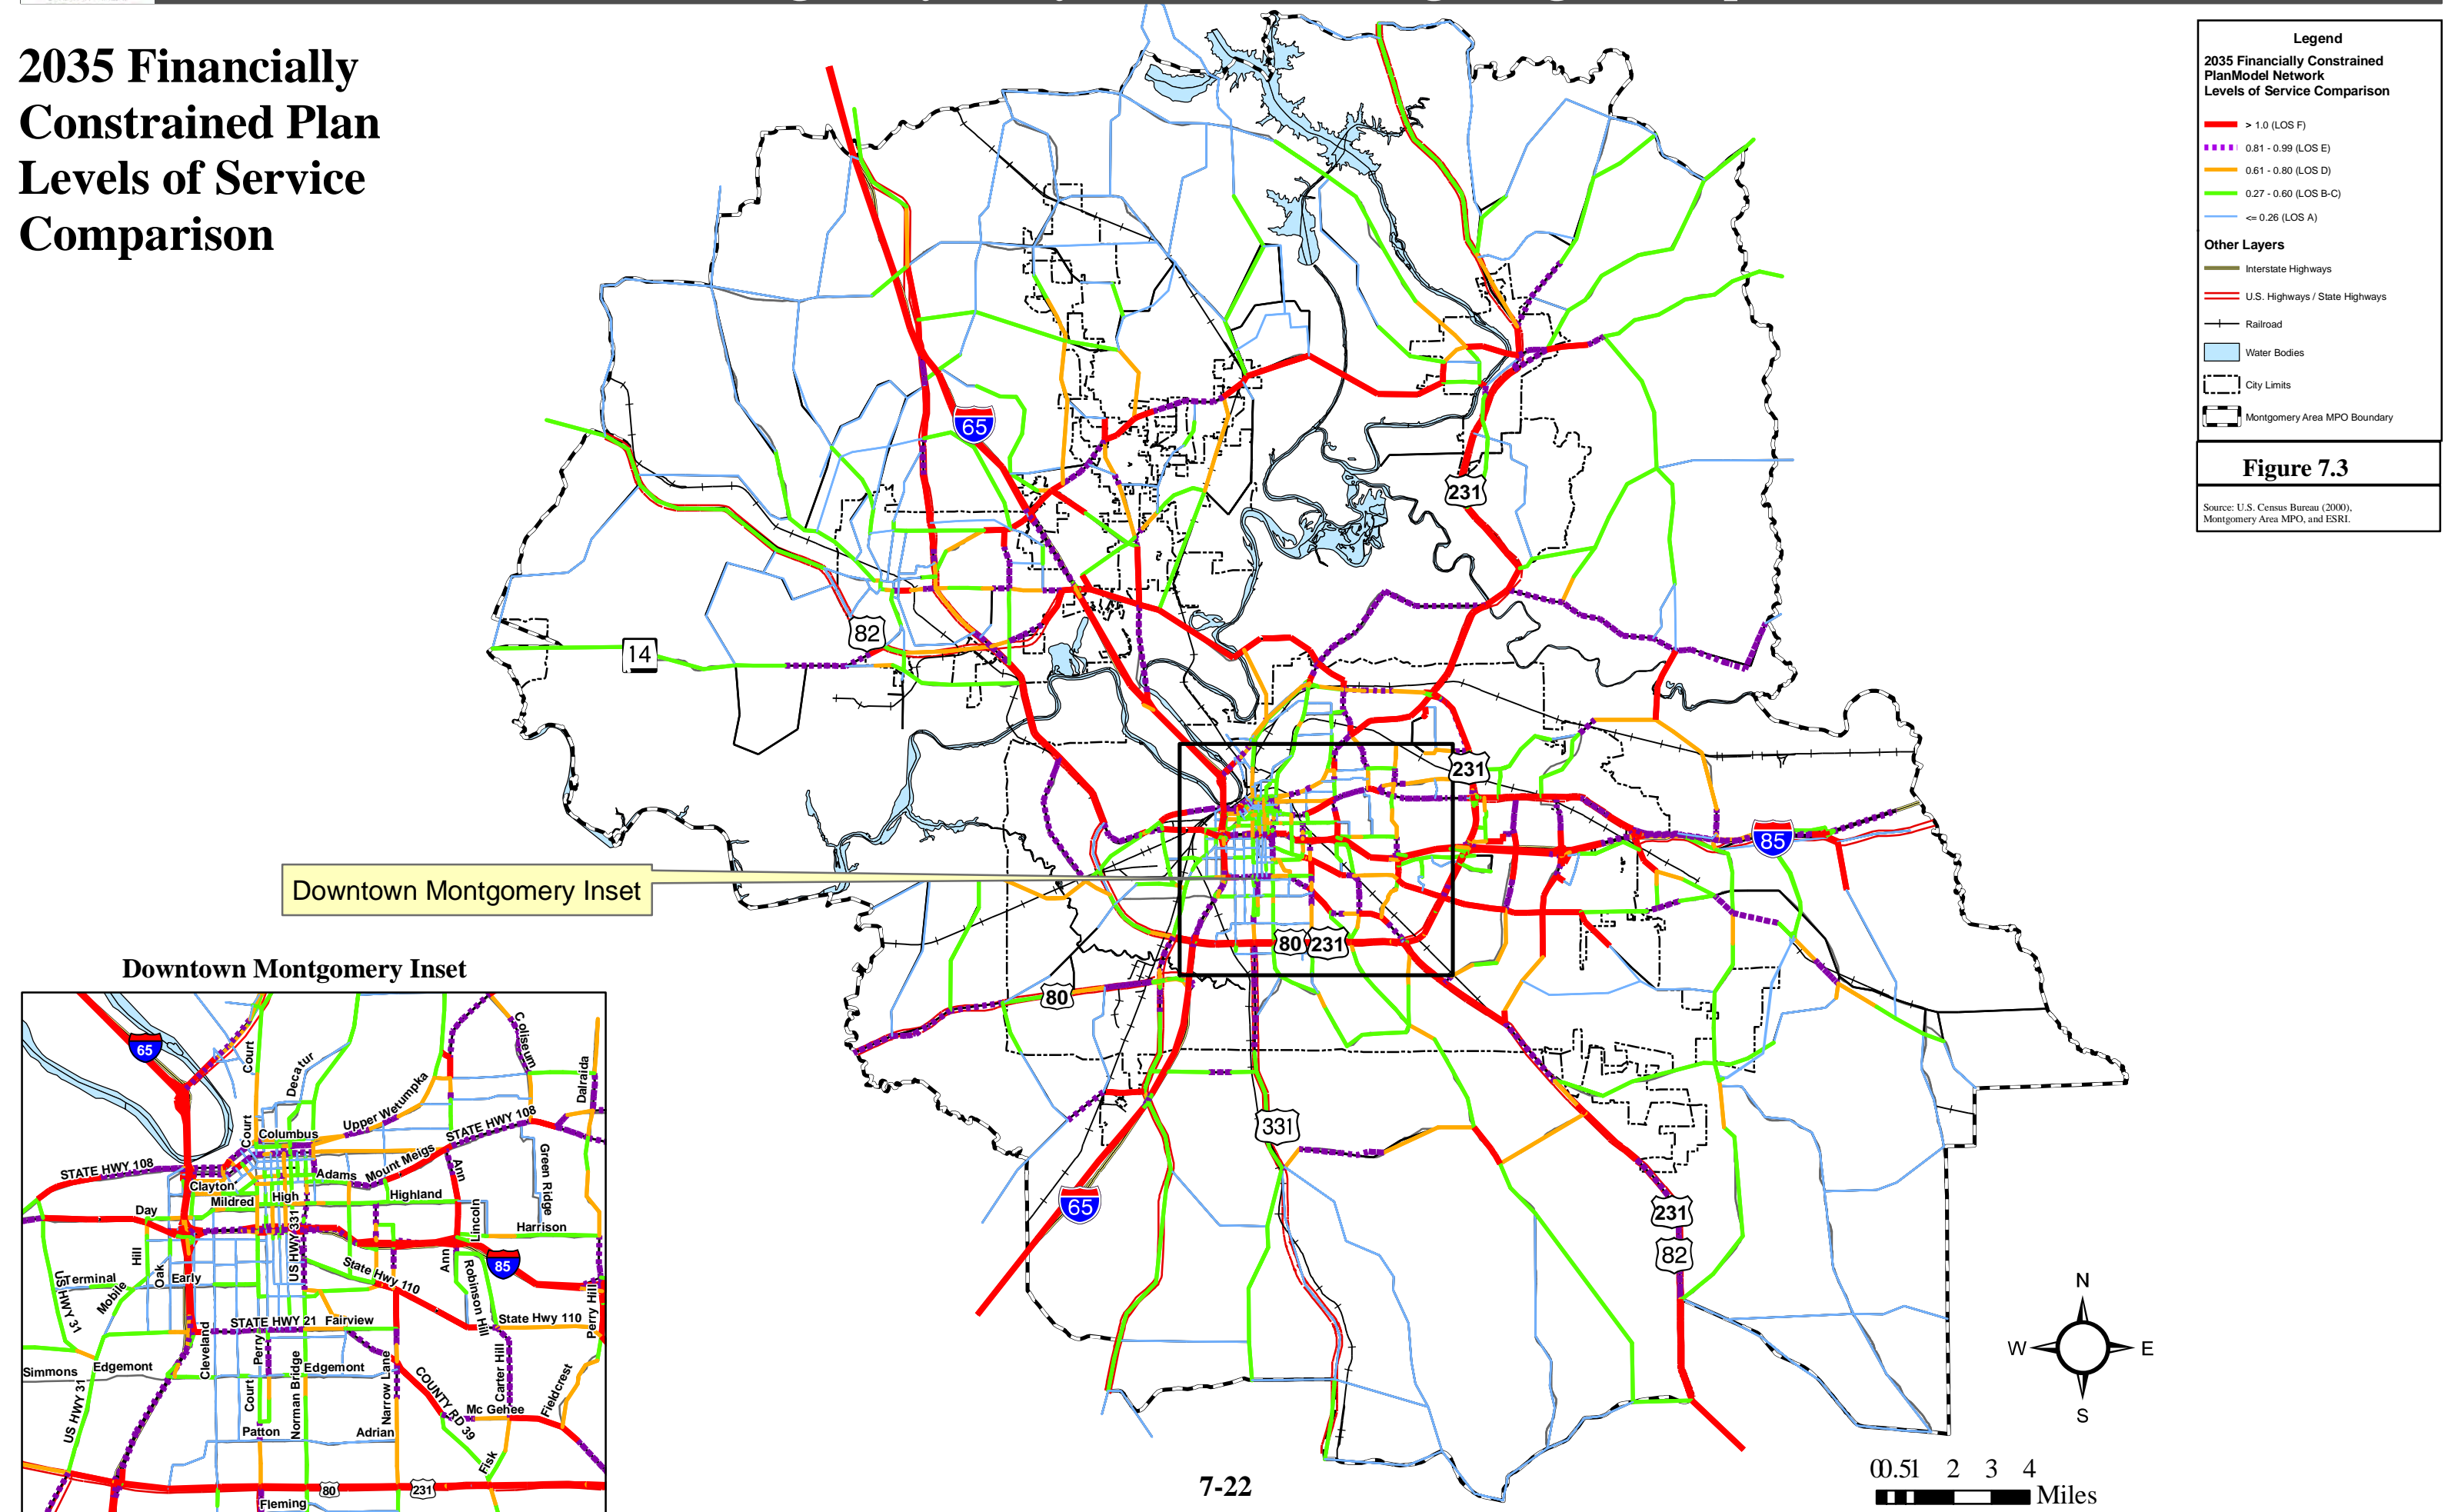 2035 Financially
Constrained Plan
Levels of Service
Comparison
Legend
2035 Financially Constrained
PlanModel Network
Levels of Service Comparison
> 1.0 (LOS F)
0.81 - 0.99 (LOS E)
0.61 - 0.80 (LOS D)
0.27 - 0.60 (LOS B-C)
<= 0.26 (LOS A)
Other Layers
Interstate Highways
U.S. Highways / State Highways
Railroad
Water Bodies
City Limits
Montgomery Area MPO Boundary
Figure 7.3
Source: U.S. Census Bureau (2000),
Montgomery Area MPO, and ESRI.
65
231
82
14
231
85
80
231
80
331
65
231
82
Downtown Montgomery Inset
Downtown Montgomery Inset
65
Court
Decatur
Coliseum
Dalraida
Upper Wetumpka
Court
Columbus
STATE HWY 108
STATE HWY 108
Mount Meigs
Adams
Ann
Green Ridge
Clayton
Mildred
High
Highland
Day
Lincoln
Harrison
US HWY 331
Hill
Oak
Early
Terminal
Mobile
US HWY 31
State Hwy 110
Ann
Robinson Hill
85
Perry Hill
STATE HWY 21
Fairview
State Hwy 110
Cleveland
Perry
Simmons
Edgemont
Edgemont
Court
Norman Bridge
Narrow Lane
COUNTY RD 39
Carter Hill
Fieldcrest
Mc Gehee
US HWY 31
Patton
Adrian
Fisk
80
231
Fleming
N
W
E
S
0 0.5 1 2 3 4
Miles
7-22